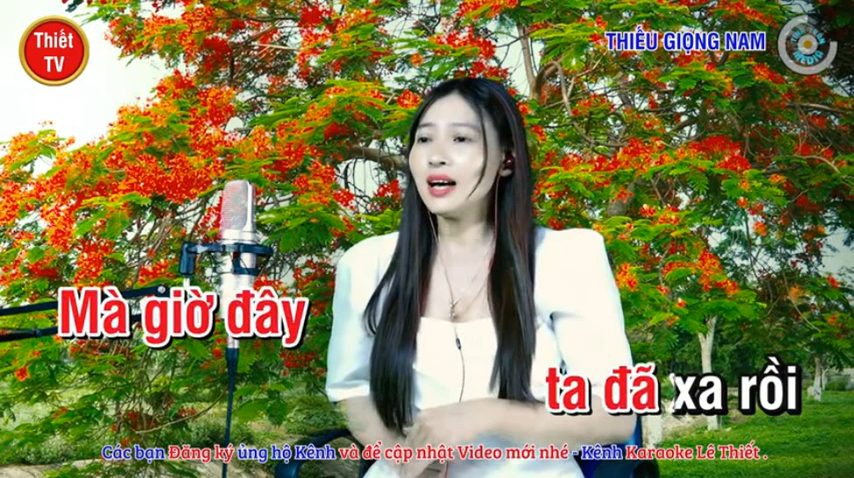 Thiết
TV
THIẾU GIỌNG NAM
MEDIA
Mà giờ đây
ta đã xa rồi
Các bạn Đăng ký ủng hộ Kênh và để cập nhật Video mới nhé - Kênh Karaoke Lê Thiết .